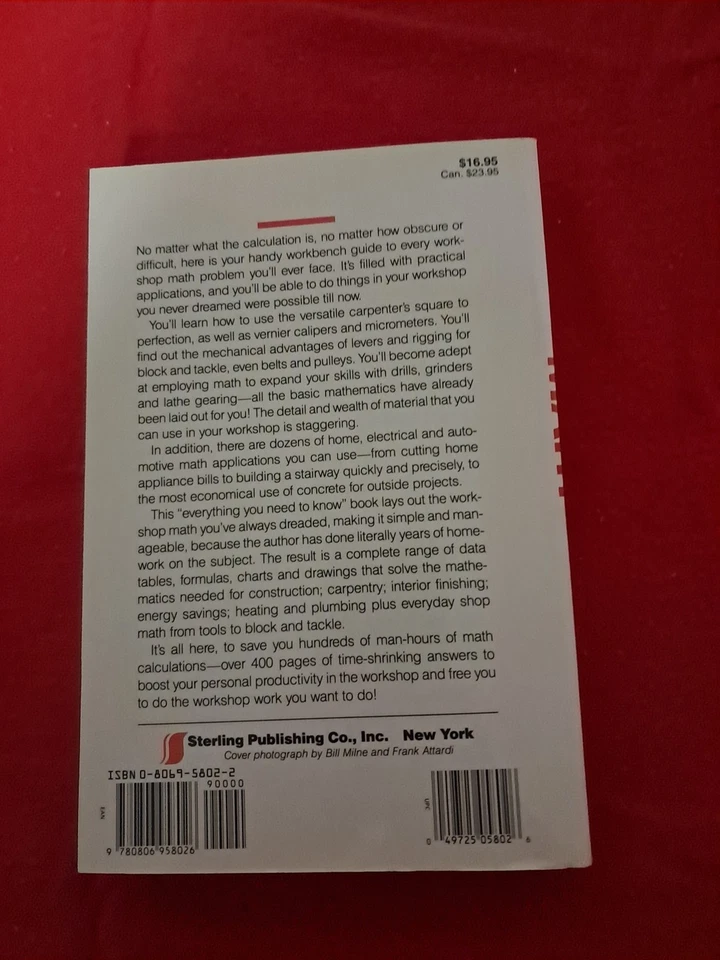 $16.95
Can. $23.95
No matter what the calculation is, no matter how obscure or
difficult, here is your handy workbench guide to every work-
shop math problem you'll ever face. It's filled with practical
applications, and you'll be able to do things in your workshop
you never dreamed were possible till now.
You'll learn how to use the versatile carpenter's square to
perfection, as well as vernier calipers and micrometers. You'll
find out the mechanical advantages of levers and rigging for
block and tackle, even belts and pulleys. You'll become adept
at employing math to expand your skills with drills, grinders
and lathe gearing—all the basic mathematics have already
been laid out for you! The detail and wealth of material that you
can use in your workshop is staggering.
In addition, there are dozens of home, electrical and auto-
motive math applications you can use—from cutting home
appliance bills to building a stairway quickly and precisely, to
the most economical use of concrete for outside projects.
This "everything you need to know" book lays out the work-
shop math you've always dreaded, making it simple and man-
ageable, because the author has done literally years of home-
work on the subject. The result is a complete range of data
tables, formulas, charts and drawings that solve the mathe-
matics needed for construction; carpentry; interior finishing;
energy savings; heating and plumbing plus everyday shop
math from tools to block and tackle.
It's all here, to save you hundreds of man-hours of math
calculations—over 400 pages of time-shrinking answers to
boost your personal productivity in the workshop and free you
to do the workshop work you want to do!
Sterling Publishing Co., Inc. New York
Cover photograph by Bill Milne and Frank Attardi
ISBN 0-8069-5802-2
90000
EAN
9 780806 958026
UPC
0 49725 05802 6